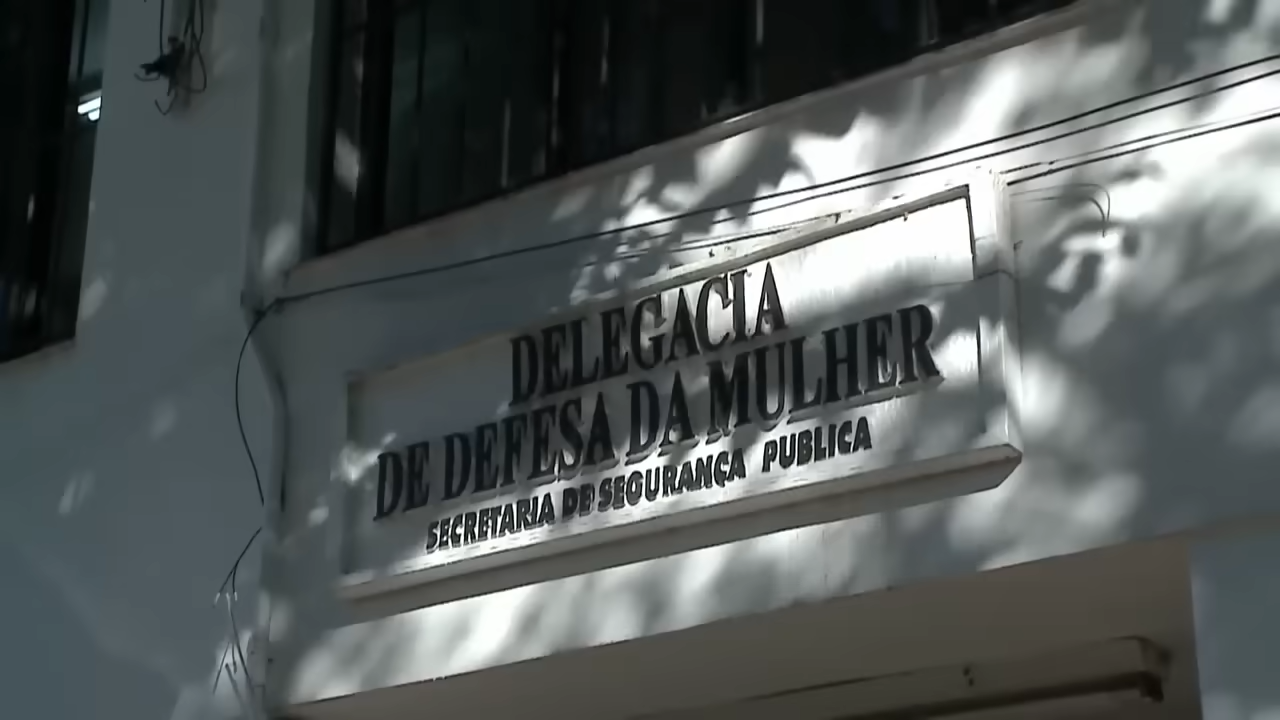 DELEGACIA
DE DEFESA DA MULHER
SECRETARIA DE SEGURANÇA PUBLICA